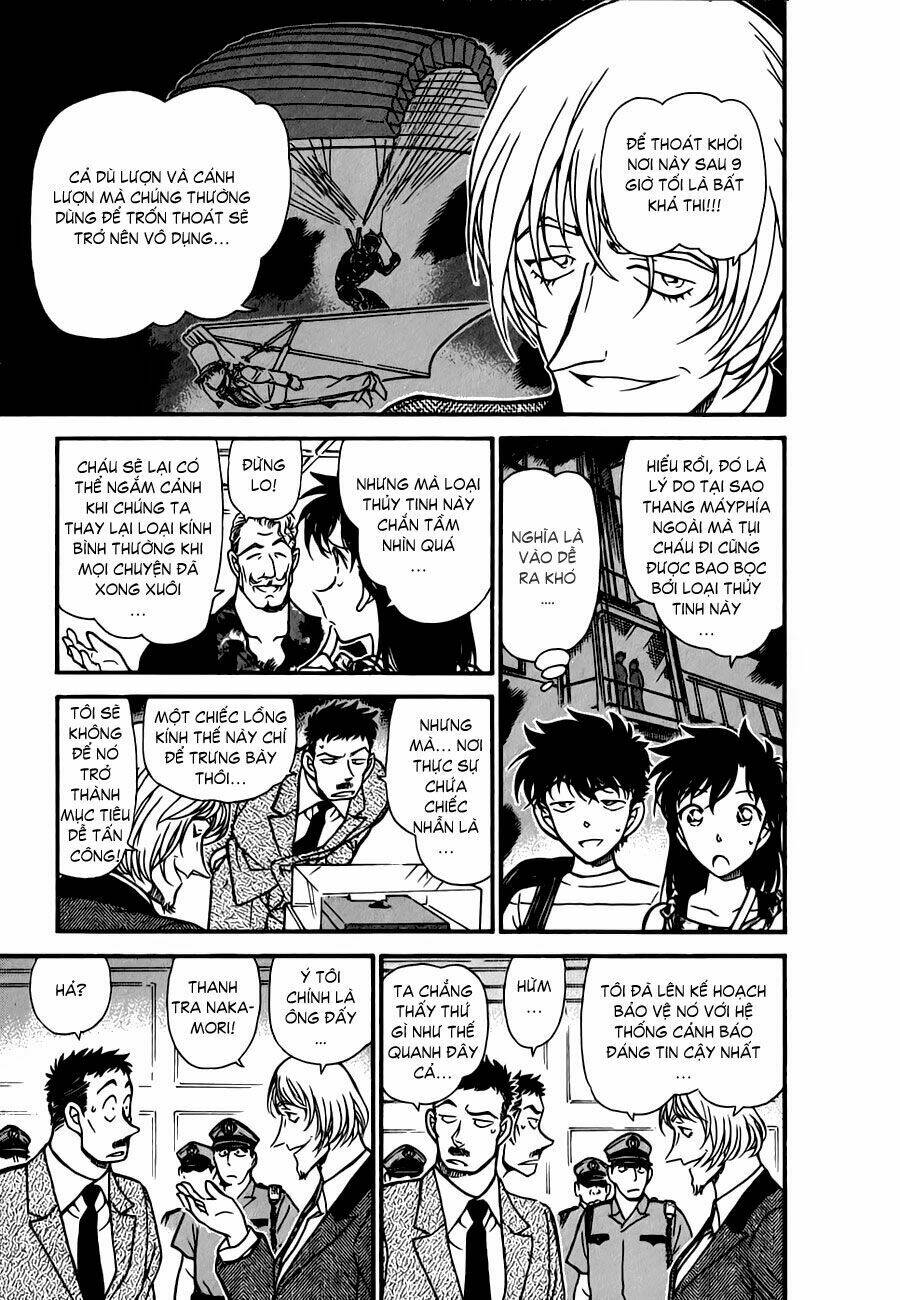 ĐỂ THOÁT KHỎI
NƠI NÀY SAU 9
GIỜ TỐI LÀ BẤT
KHẢ THI!!!
CẢ DÙ LƯỢN VÀ CÁNH
LƯỢN MÀ CHÚNG THƯỜNG
DÙNG ĐỂ TRỐN THOÁT SẼ
TRỞ NÊN VÔ DỤNG...
HIỂU RỒI, ĐÓ LÀ
LÝ DO TẠI SAO
THANG MÁYPHÍA
NGOÀI MÀ TỤI
CHÁU ĐI CŨNG
ĐƯỢC BAO BỌC
BỞI LOẠI THỦY
TINH NÀY
...
NGHĨA LÀ
VÀO DỄ
RA KHÓ
....
NHƯNG MÀ LOẠI
THỦY TINH NÀY
CHẮN TẦM
NHÌN QUÁ
...
ĐỪNG
LO!
CHÁU SẼ LẠI CÓ
THỂ NGẮM CẢNH
KHI CHÚNG TA
THAY LẠI LOẠI KÍNH
BÌNH THƯỜNG KHI
MỌI CHUYỆN ĐÃ
XONG XUÔI
...
NHƯNG
MÀ... NƠI
THỰC SỰ
CHỨA
CHIẾC
NHẪN LÀ
...
MỘT CHIẾC LỒNG
KÍNH THẾ NÀY CHỈ
ĐỂ TRƯNG BÀY
THÔI...
TÔI SẼ
KHÔNG
ĐỂ NÓ
TRỞ
THÀNH
MỤC TIÊU
DỄ TẤN
CÔNG!
TÔI ĐÃ LÊN KẾ HOẠCH
BẢO VỆ NÓ VỚI HỆ
THỐNG CẢNH BÁO
ĐÁNG TIN CẬY NHẤT
...
HỪM
...
TA CHẲNG
THẤY THỨ
GÌ NHƯ THẾ
QUANH ĐÂY
CẢ...
Ý TÔI
CHÍNH LÀ
ÔNG ĐẤY
...
THANH
TRA NAKA-
MORI!
HẢ?